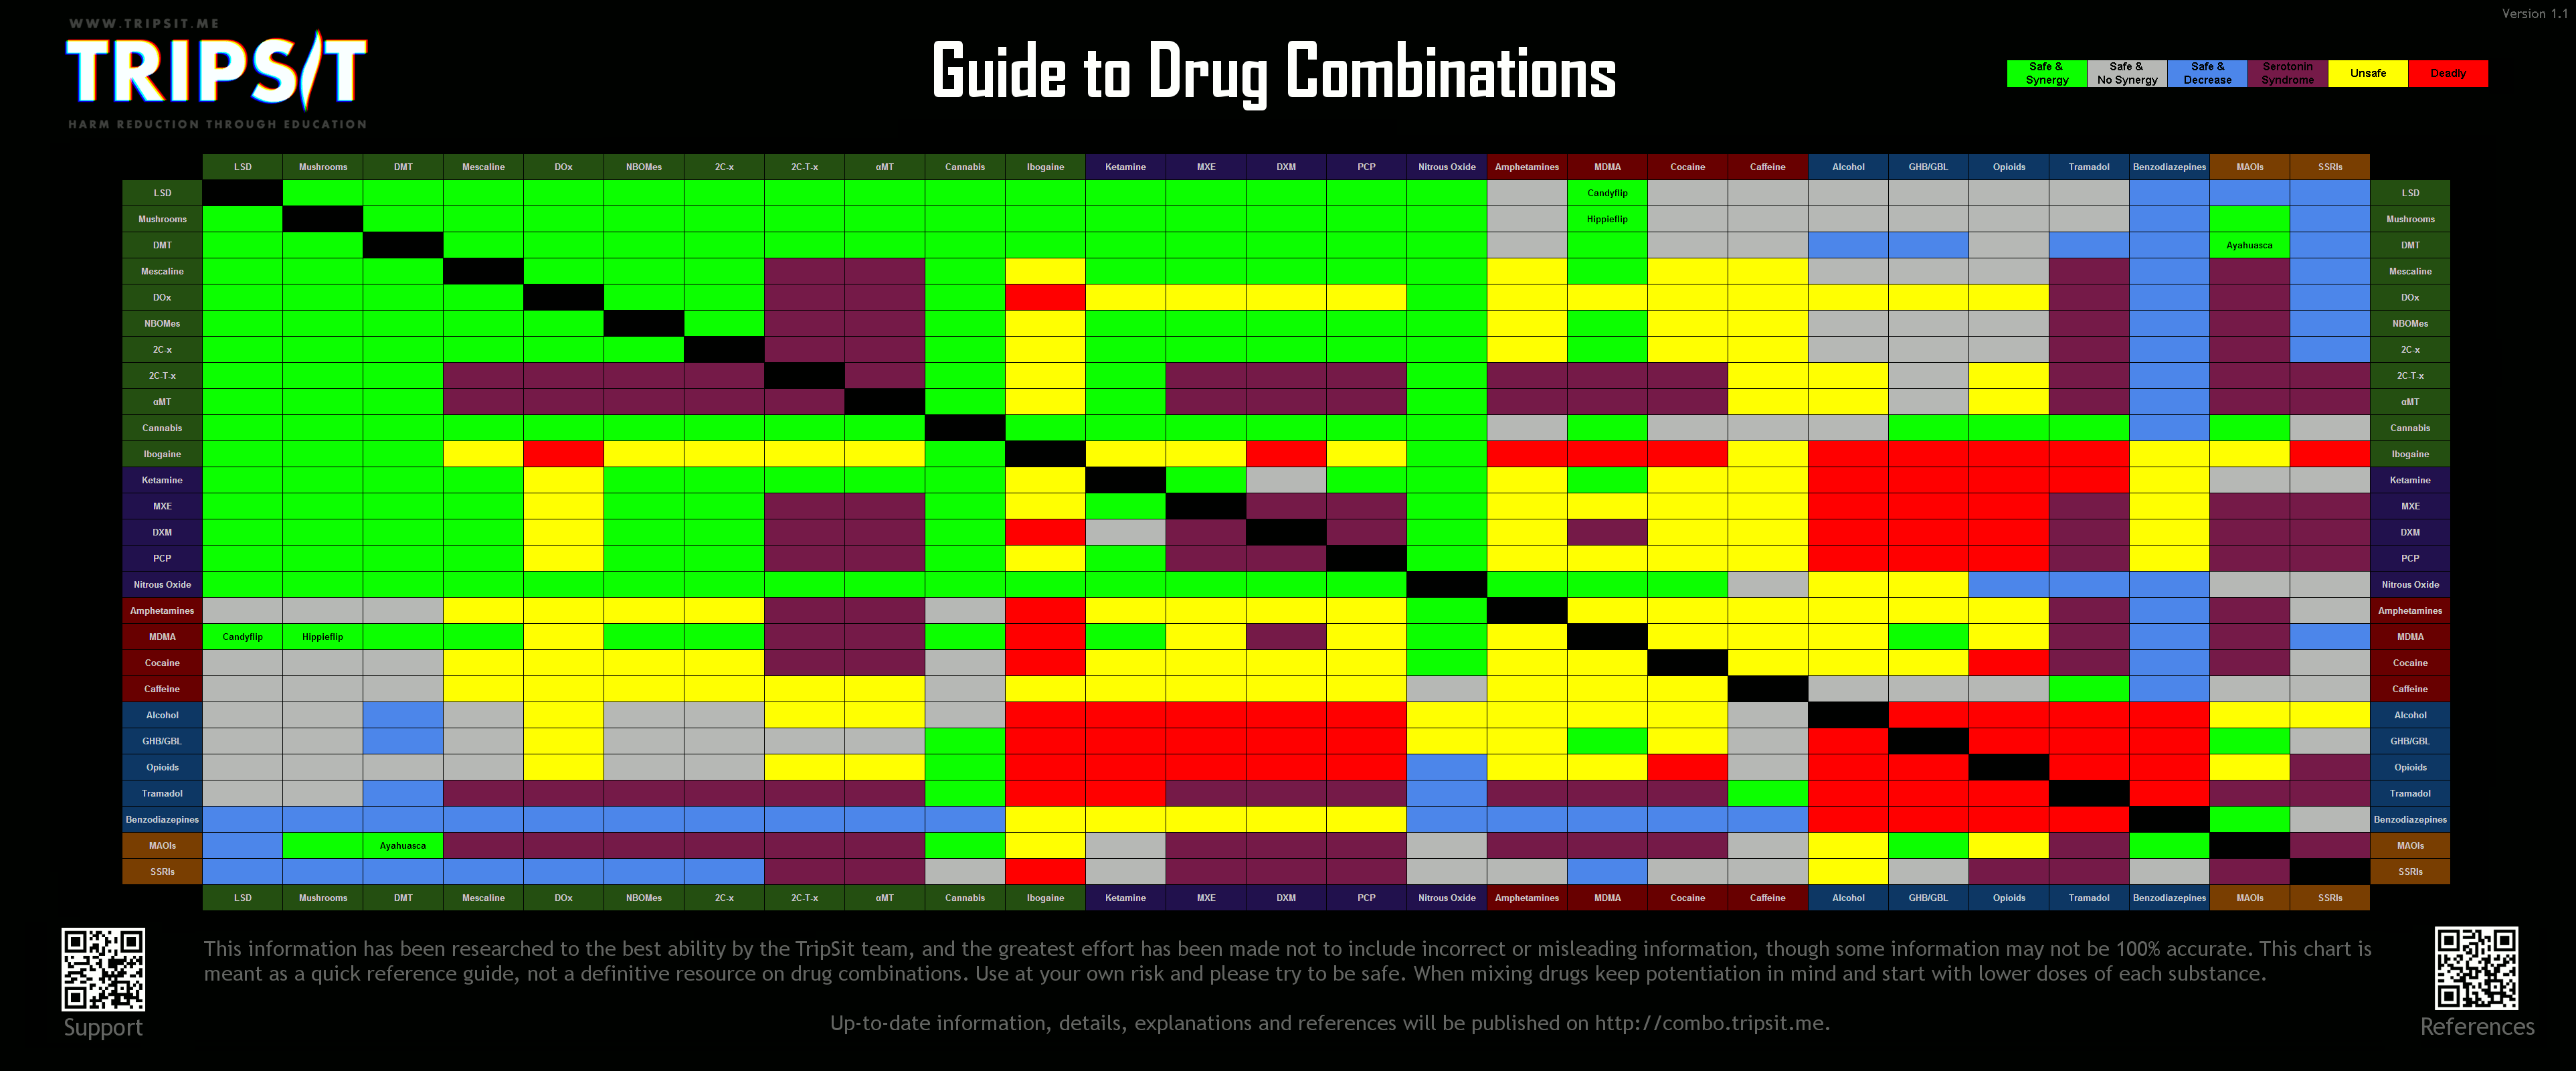 WWW.TRIPSIT.ME
TRIPSIT
HARM REDUCTION THROUGH EDUCATION
Guide to Drug Combinations
Version 1.1
Safe & Synergy Safe & No Synergy Safe & Decrease Serotonin Syndrome Unsafe Deadly
LSD Mushrooms DMT Mescaline DOx NBOMes 2C-x 2C-T-x αMT Cannabis Ibogaine Ketamine MXE DXM PCP Nitrous Oxide Amphetamines MDMA Cocaine Caffeine Alcohol GHB/GBL Opioids Tramadol Benzodiazepines MAOIs SSRIs
LSD Candyflip LSD
Mushrooms Hippieflip Mushrooms
DMT Ayahuasca DMT
Mescaline Mescaline
DOx DOx
NBOMes NBOMes
2C-x 2C-x
2C-T-x 2C-T-x
αMT αMT
Cannabis Cannabis
Ibogaine Ibogaine
Ketamine Ketamine
MXE MXE
DXM DXM
PCP PCP
Nitrous Oxide Nitrous Oxide
Amphetamines Amphetamines
MDMA Candyflip Hippieflip MDMA
Cocaine Cocaine
Caffeine Caffeine
Alcohol Alcohol
GHB/GBL GHB/GBL
Opioids Opioids
Tramadol Tramadol
Benzodiazepines Benzodiazepines
MAOIs Ayahuasca MAOIs
SSRIs SSRIs
LSD Mushrooms DMT Mescaline DOx NBOMes 2C-x 2C-T-x αMT Cannabis Ibogaine Ketamine MXE DXM PCP Nitrous Oxide Amphetamines MDMA Cocaine Caffeine Alcohol GHB/GBL Opioids Tramadol Benzodiazepines MAOIs SSRIs
This information has been researched to the best ability by the TripSit team, and the greatest effort has been made not to include incorrect or misleading information, though some information may not be 100% accurate. This chart is
meant as a quick reference guide, not a definitive resource on drug combinations. Use at your own risk and please try to be safe. When mixing drugs keep potentiation in mind and start with lower doses of each substance.
Up-to-date information, details, explanations and references will be published on http://combo.tripsit.me.
Support
References